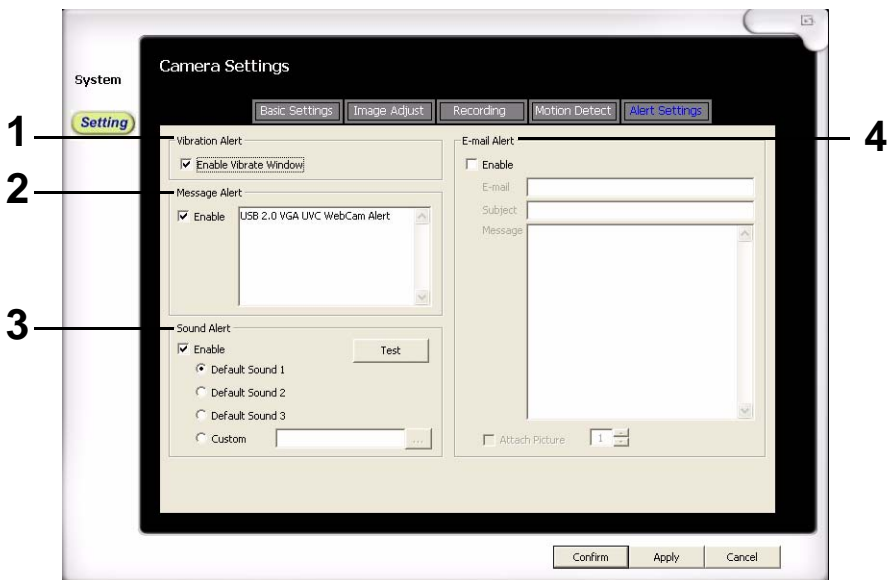 System
Setting
Camera Settings
Basic Settings
Image Adjust
Recording
Motion Detect
Alert Settings
1
Vibration Alert
Enable Vibrate Window
2
Message Alert
Enable
USB 2.0 VGA UVC WebCam Alert
3
Sound Alert
Enable
Test
Default Sound 1
Default Sound 2
Default Sound 3
Custom
...
4
E-mail Alert
Enable
E-mail
Subject
Message
Attach Picture
1
Confirm
Apply
Cancel